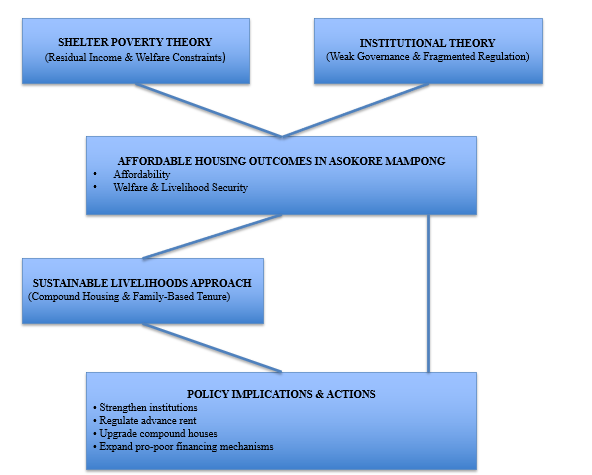 SHELTER POVERTY THEORY
(Residual Income & Welfare Constraints)
INSTITUTIONAL THEORY
(Weak Governance & Fragmented Regulation)
AFFORDABLE HOUSING OUTCOMES IN ASOKORE MAMPONG
• Affordability
• Welfare & Livelihood Security
SUSTAINABLE LIVELIHOODS APPROACH
(Compound Housing & Family-Based Tenure)
POLICY IMPLICATIONS & ACTIONS
• Strengthen institutions
• Regulate advance rent
• Upgrade compound houses
• Expand pro-poor financing mechanisms